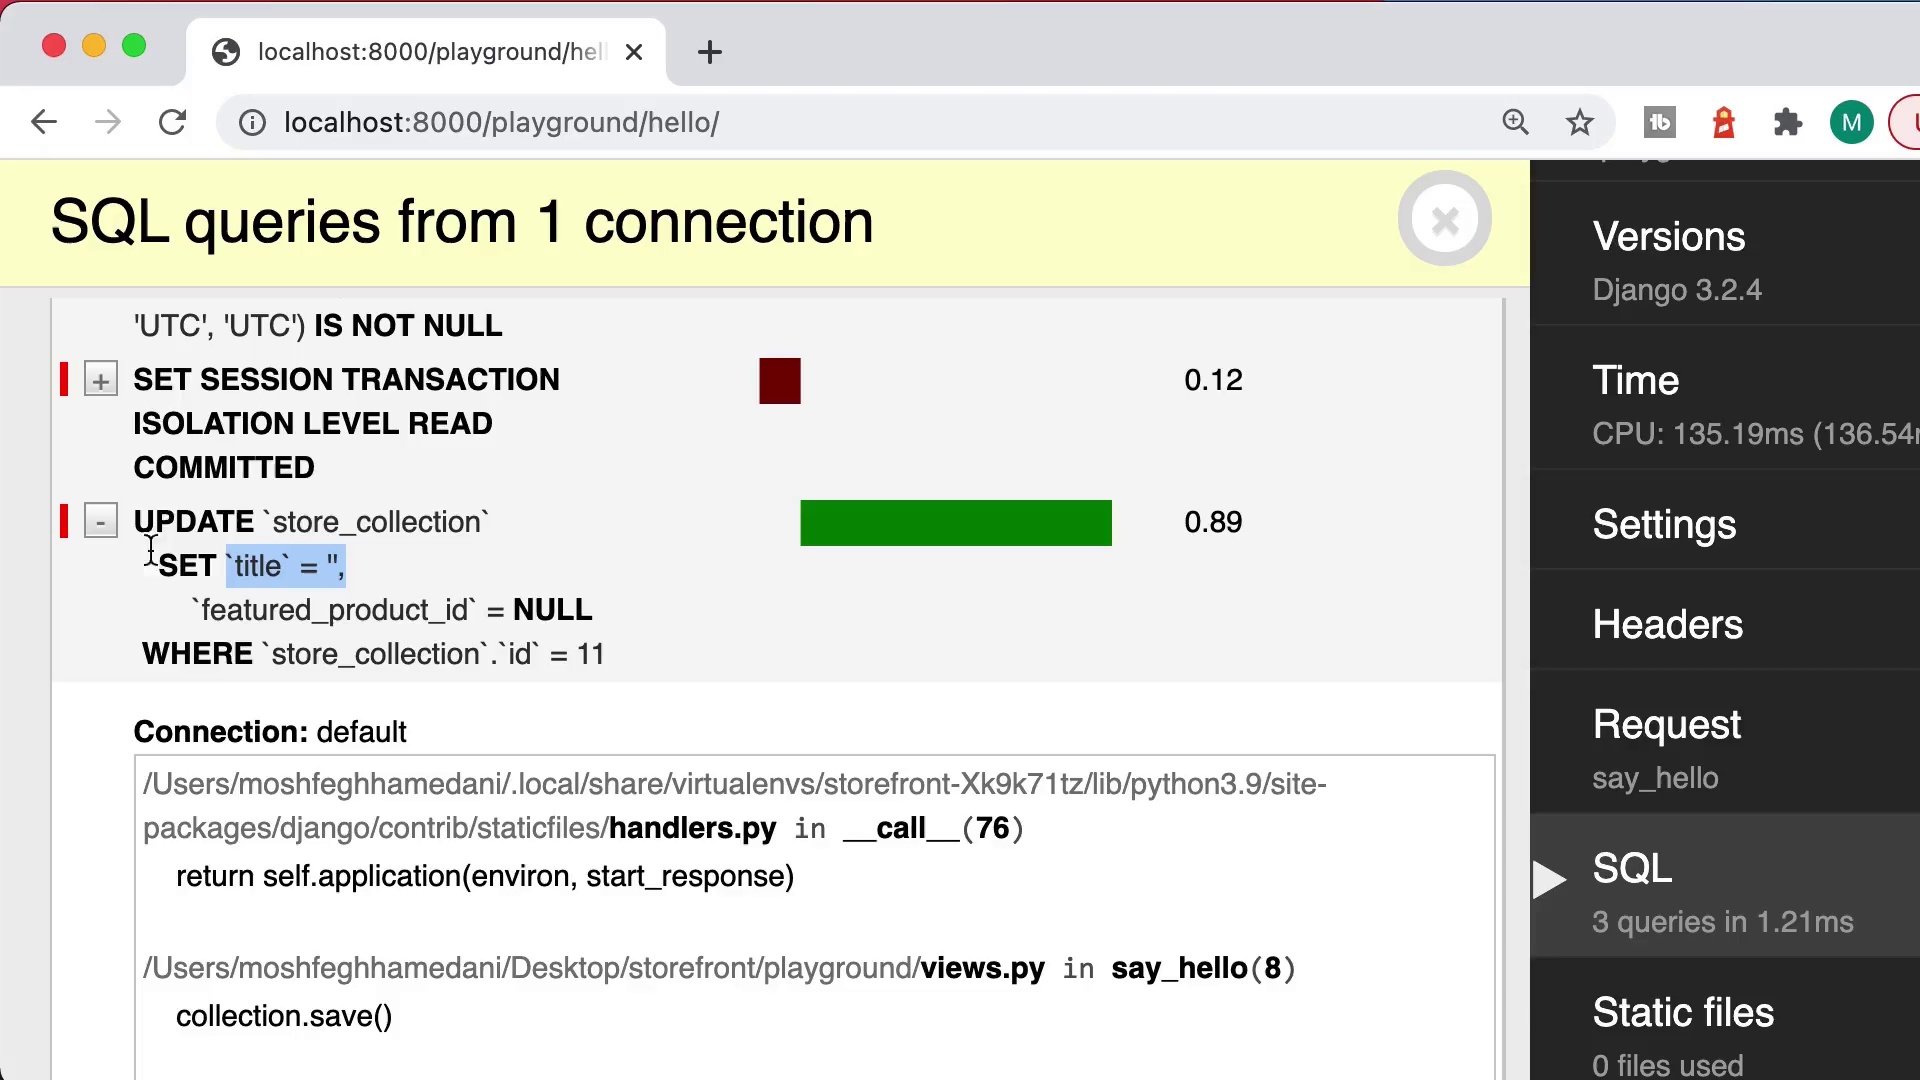 localhost:8000/playground/hel
localhost:8000/playground/hello/
M
SQL queries from 1 connection
'UTC', 'UTC') IS NOT NULL
+ SET SESSION TRANSACTION
ISOLATION LEVEL READ
COMMITTED
0.12
- UPDATE `store_collection`
SET `title` = '',
`featured_product_id` = NULL
WHERE `store_collection`.`id` = 11
0.89
Connection: default
/Users/moshfeghhamedani/.local/share/virtualenvs/storefront-Xk9k71tz/lib/python3.9/site-
packages/django/contrib/staticfiles/handlers.py in __call__(76)
return self.application(environ, start_response)
/Users/moshfeghhamedani/Desktop/storefront/playground/views.py in say_hello(8)
collection.save()
Versions
Django 3.2.4
Time
CPU: 135.19ms (136.54
Settings
Headers
Request
say_hello
SQL
3 queries in 1.21ms
Static files
0 files used